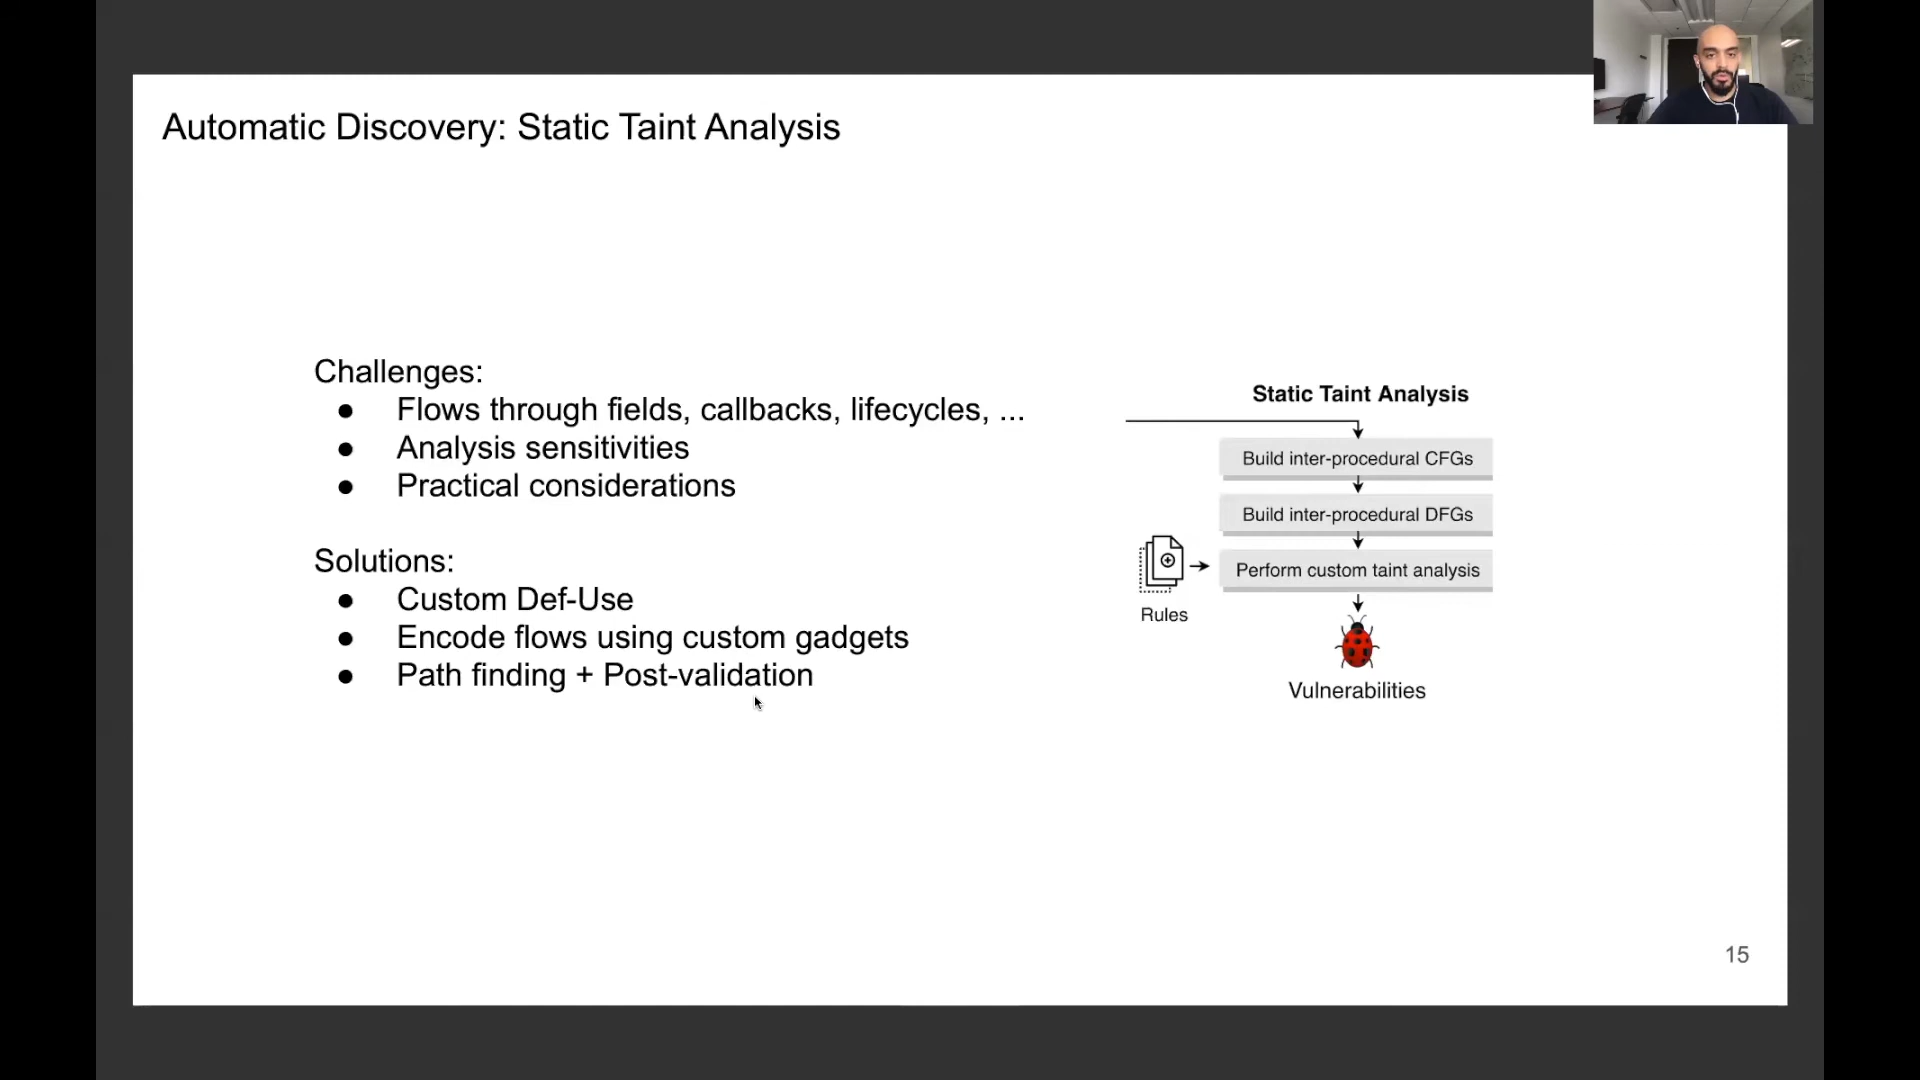 Automatic Discovery: Static Taint Analysis
Challenges:
● Flows through fields, callbacks, lifecycles, ...
● Analysis sensitivities
● Practical considerations
Solutions:
● Custom Def-Use
● Encode flows using custom gadgets
● Path finding + Post-validation
Static Taint Analysis
Build inter-procedural CFGs
Build inter-procedural DFGs
Perform custom taint analysis
Rules
Vulnerabilities
15